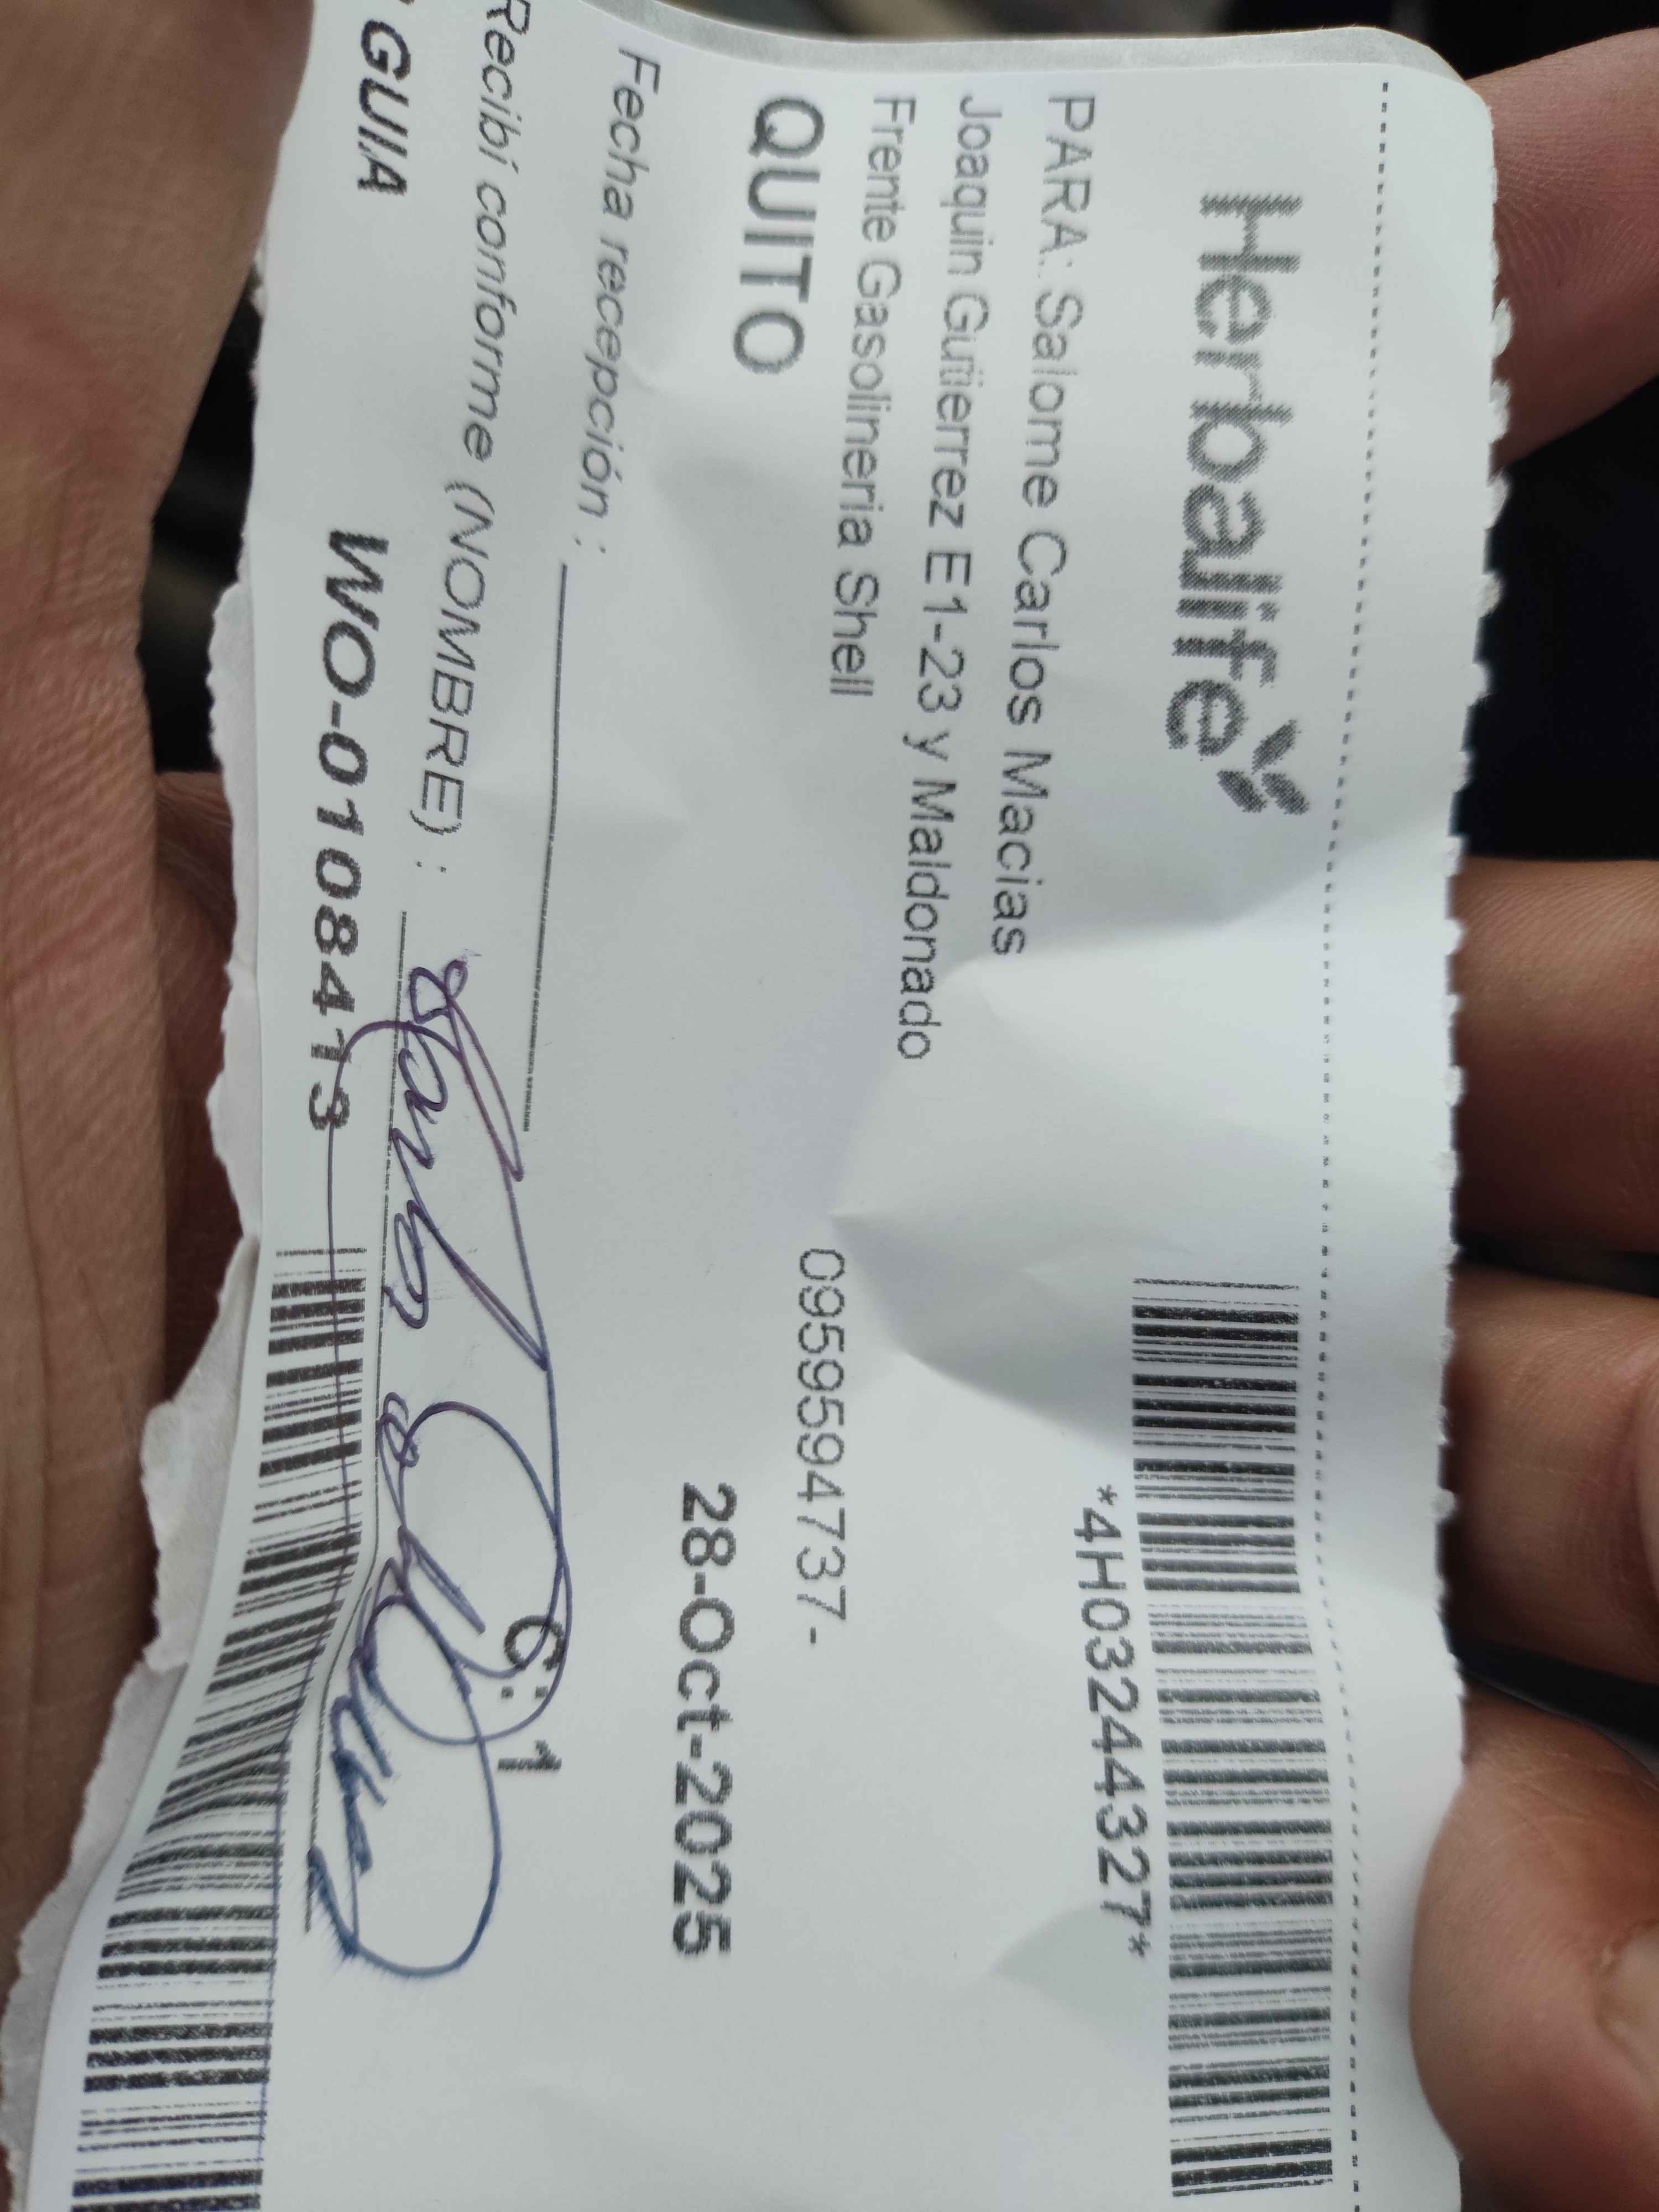 Herbalife
*4H03244327*
PARA: Salome Carlos Macias
Joaquin Gutierrez E1-23 y Maldonado
Frente Gasolineria Shell
0959594737 -
QUITO
28-Oct-2025
Fecha recepción :
C: 1
Recibí conforme (NOMBRE) :
GUIA WO-0108413